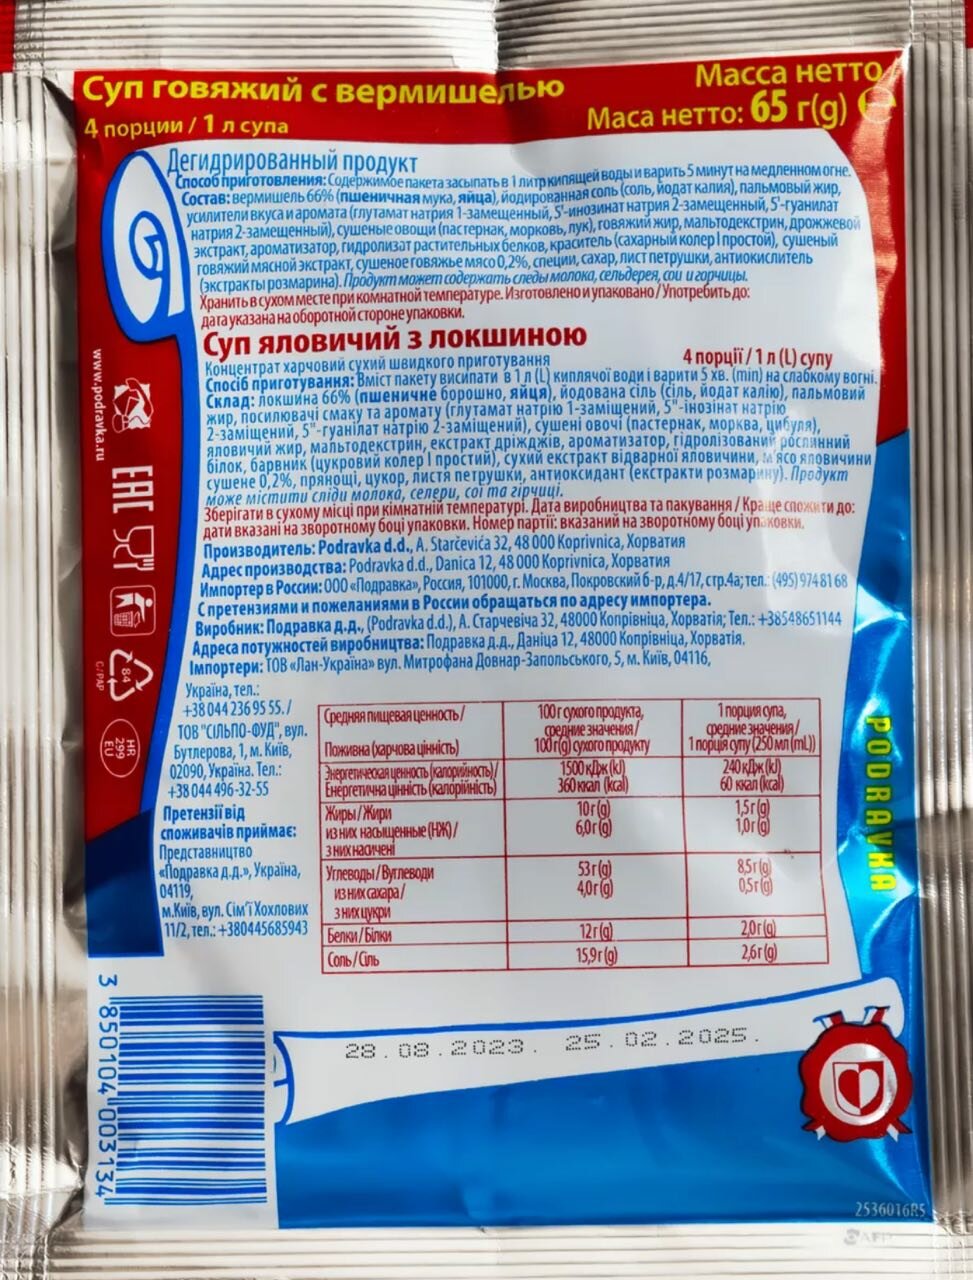 Суп говяжий с вермишелью
4 порции / 1 л супа
Масса нетто /
Маса нетто: 65 г(g) ℮
Дегидрированный продукт
Способ приготовления: Содержимое пакета засыпать в 1 литр кипящей воды и варить 5 минут на медленном огне.
Состав: вермишель 66% (пшеничная мука, яйца), йодированная соль (соль, йодат калия), пальмовый жир,
усилители вкуса и аромата (глутамат натрия 1-замещенный, 5'-инозинат натрия 2-замещенный, 5'-гуанилат
натрия 2-замещенный), сушеные овощи (пастернак, морковь, лук), говяжий жир, мальтодекстрин, дрожжевой
экстракт, ароматизатор, гидролизат растительных белков, краситель (сахарный колер I простой), сушеный
говяжий мясной экстракт, сушеное говяжье мясо 0,2%, специи, сахар, лист петрушки, антиокислитель
(экстракты розмарина). Продукт может содержать следы молока, сельдерея, сои и горчицы.
Хранить в сухом месте при комнатной температуре. Изготовлено и упаковано / Употребить до:
дата указана на оборотной стороне упаковки.
Суп яловичий з локшиною
Концентрат харчовий сухий швидкого приготування
4 порції / 1 л (L) супу
Спосіб приготування: Вміст пакету висипати в 1 л (L) киплячої води і варити 5 хв. (min) на слабкому вогні.
Склад: локшина 66% (пшеничне борошно, яйця), йодована сіль (сіль, йодат калію), пальмовий
жир, посилювачі смаку та аромату (глутамат натрію 1-заміщений, 5"-інозінат натрію
2-заміщений, 5"-гуанілат натрію 2-заміщений), сушені овочі (пастернак, морква, цибуля),
яловичий жир, мальтодекстрин, екстракт дріжджів, ароматизатор, гідролізований рослинний
білок, барвник (цукровий колер I простий), сухий екстракт відварної яловичини, м'ясо яловичини
сушене 0,2%, прянощі, цукор, листя петрушки, антиоксидант (екстракти розмарину). Продукт
може містити сліди молока, селери, сої та гірчиці.
Зберігати в сухому місці при кімнатній температурі. Дата виробництва та пакування / Краще спожити до:
дати вказані на зворотному боці упаковки. Номер партії: вказаний на зворотному боці упаковки.
Производитель: Podravka d.d., A. Starčevića 32, 48 000 Koprivnica, Хорватия
Адрес производства: Podravka d.d., Danica 12, 48 000 Koprivnica, Хорватия
Импортер в России: ООО «Подравка», Россия, 101000, г. Москва, Покровский б-р, д.4/17, стр.4а; тел.: (495) 974 81 68
С претензиями и пожеланиями в России обращаться по адресу импортера.
Виробник: Подравка д.д., (Podravka d.d.), А. Старчевіча 32, 48000 Копрівніца, Хорватія; Тел.: +38548651144
Адреса потужностей виробництва: Подравка д.д., Даніца 12, 48000 Копрівніца, Хорватія.
Імпортери: ТОВ «Лан-Україна» вул. Митрофана Довнар-Запольського, 5, м. Київ, 04116,
Україна, тел.:
+38 044 236 95 55. /
ТОВ "СІЛЬПО-ФУД", вул.
Бутлерова, 1, м. Київ,
02090, Україна. Тел.:
+38 044 496-32-55
Претензії від
споживачів приймає:
Представництво
«Подравка д.д.», Україна,
04119,
м.Київ, вул. Сім'ї Хохлових
11/2, тел.: +380445685943
Средняя пищевая ценность / 100 г сухого продукта, 1 порция супа,
средние значения / средние значения /
Поживна (харчова цінність) 100 г(g) сухого продукту 1 порція супу (250 мл (mL))
Энергетическая ценность (калорийность) / 1500 кДж (kJ) 240 кДж (kJ)
Енергетична цінність (калорійність) 360 ккал (kcal) 60 ккал (kcal)
Жиры / Жири 10 г (g) 1,5 г (g)
из них насыщенные (НЖ) / 6,0 г (g) 1,0 г (g)
з них насичені
Углеводы / Вуглеводи 53 г (g) 8,5 г (g)
из них сахара / 4,0 г (g) 0,5 г (g)
з них цукри
Белки / Білки 12 г (g) 2,0 г (g)
Соль / Сіль 15,9 г (g) 2,6 г (g)
www.podravka.ru
EAC
84
C/PAP
HR
299
EU
PODRAVKA
28.08.2023. 25.02.2025.
3 850104 003134
2536016R5